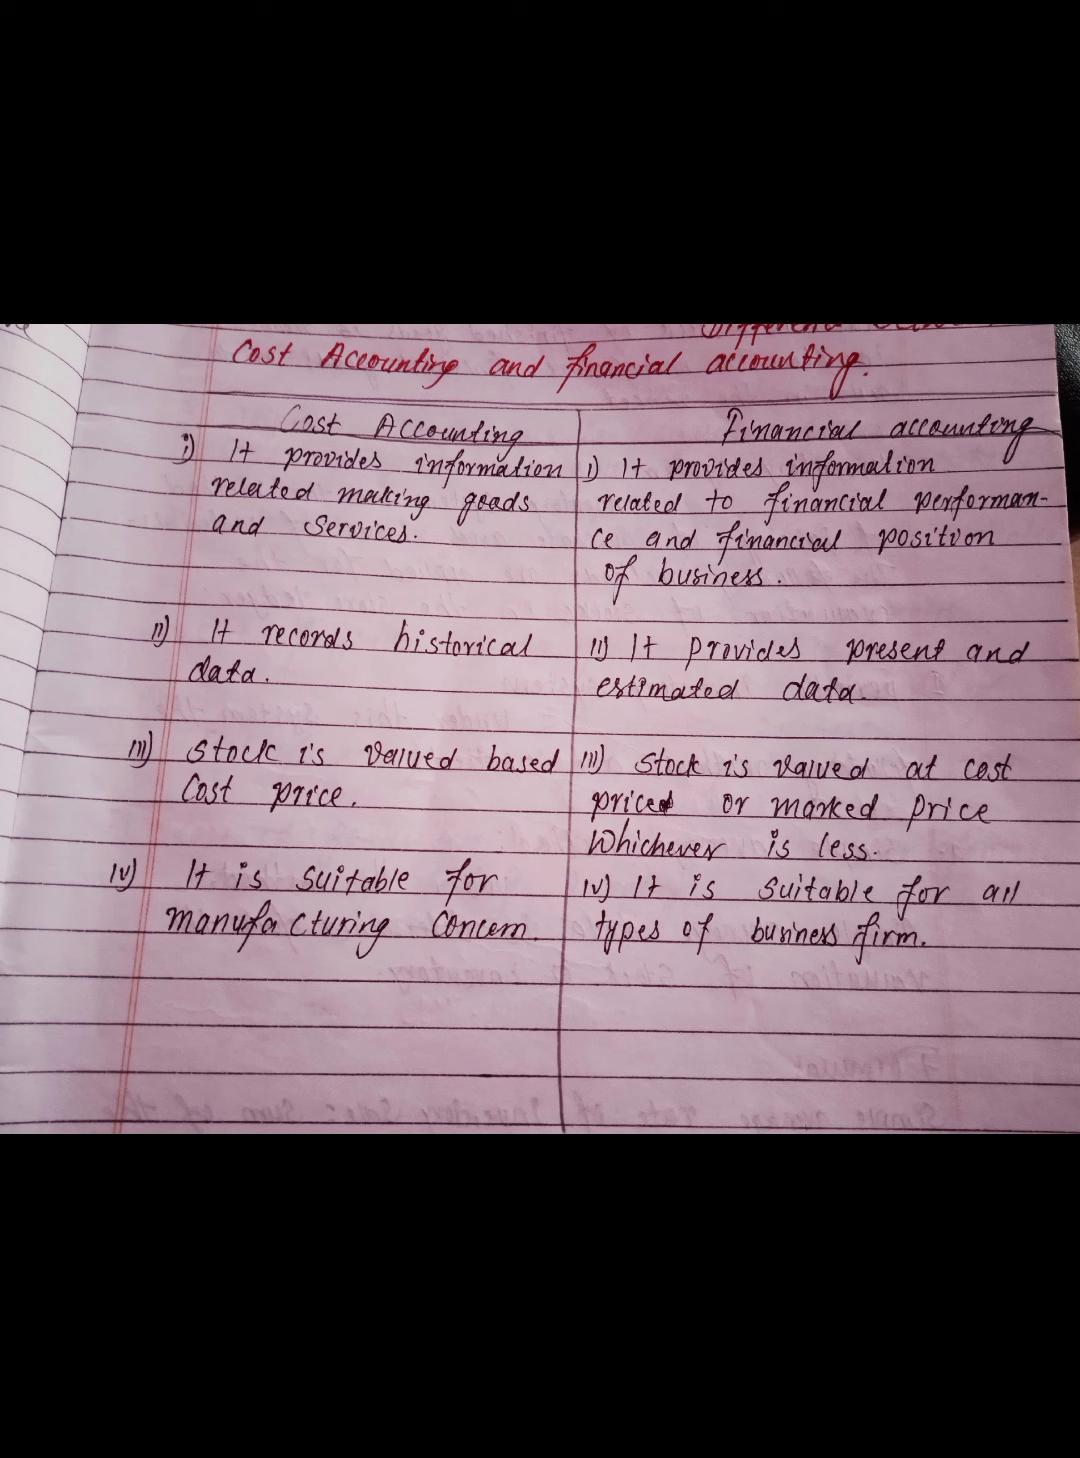 Difference
Cost Accounting and financial accounting.
Cost Accounting
i) It provides information
related making goods
and services.
ii) It records historical
data.
iii) Stock is valued based
Cost price.
iv) It is suitable for
manufacturing concern.
Financial accounting
i) It provides information
related to financial performan-
ce and financial position
of business.
ii) It provides present and
estimated data.
iii) Stock is valued at cost
priced or marked price
whichever is less.
iv) It is suitable for all
types of business firm.